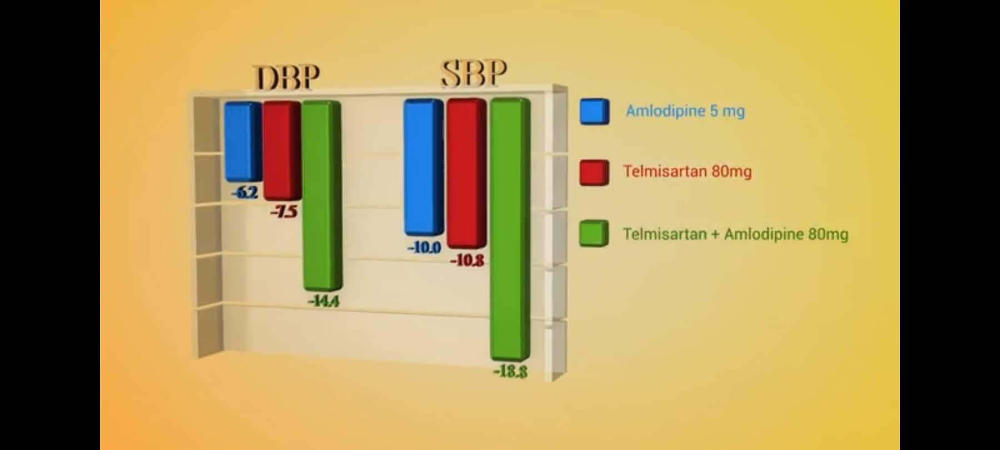 DBP
SBP
-6.2
-7.5
-14.4
-10.0
-10.8
-18.8
Amlodipine 5 mg
Telmisartan 80mg
Telmisartan + Amlodipine 80mg